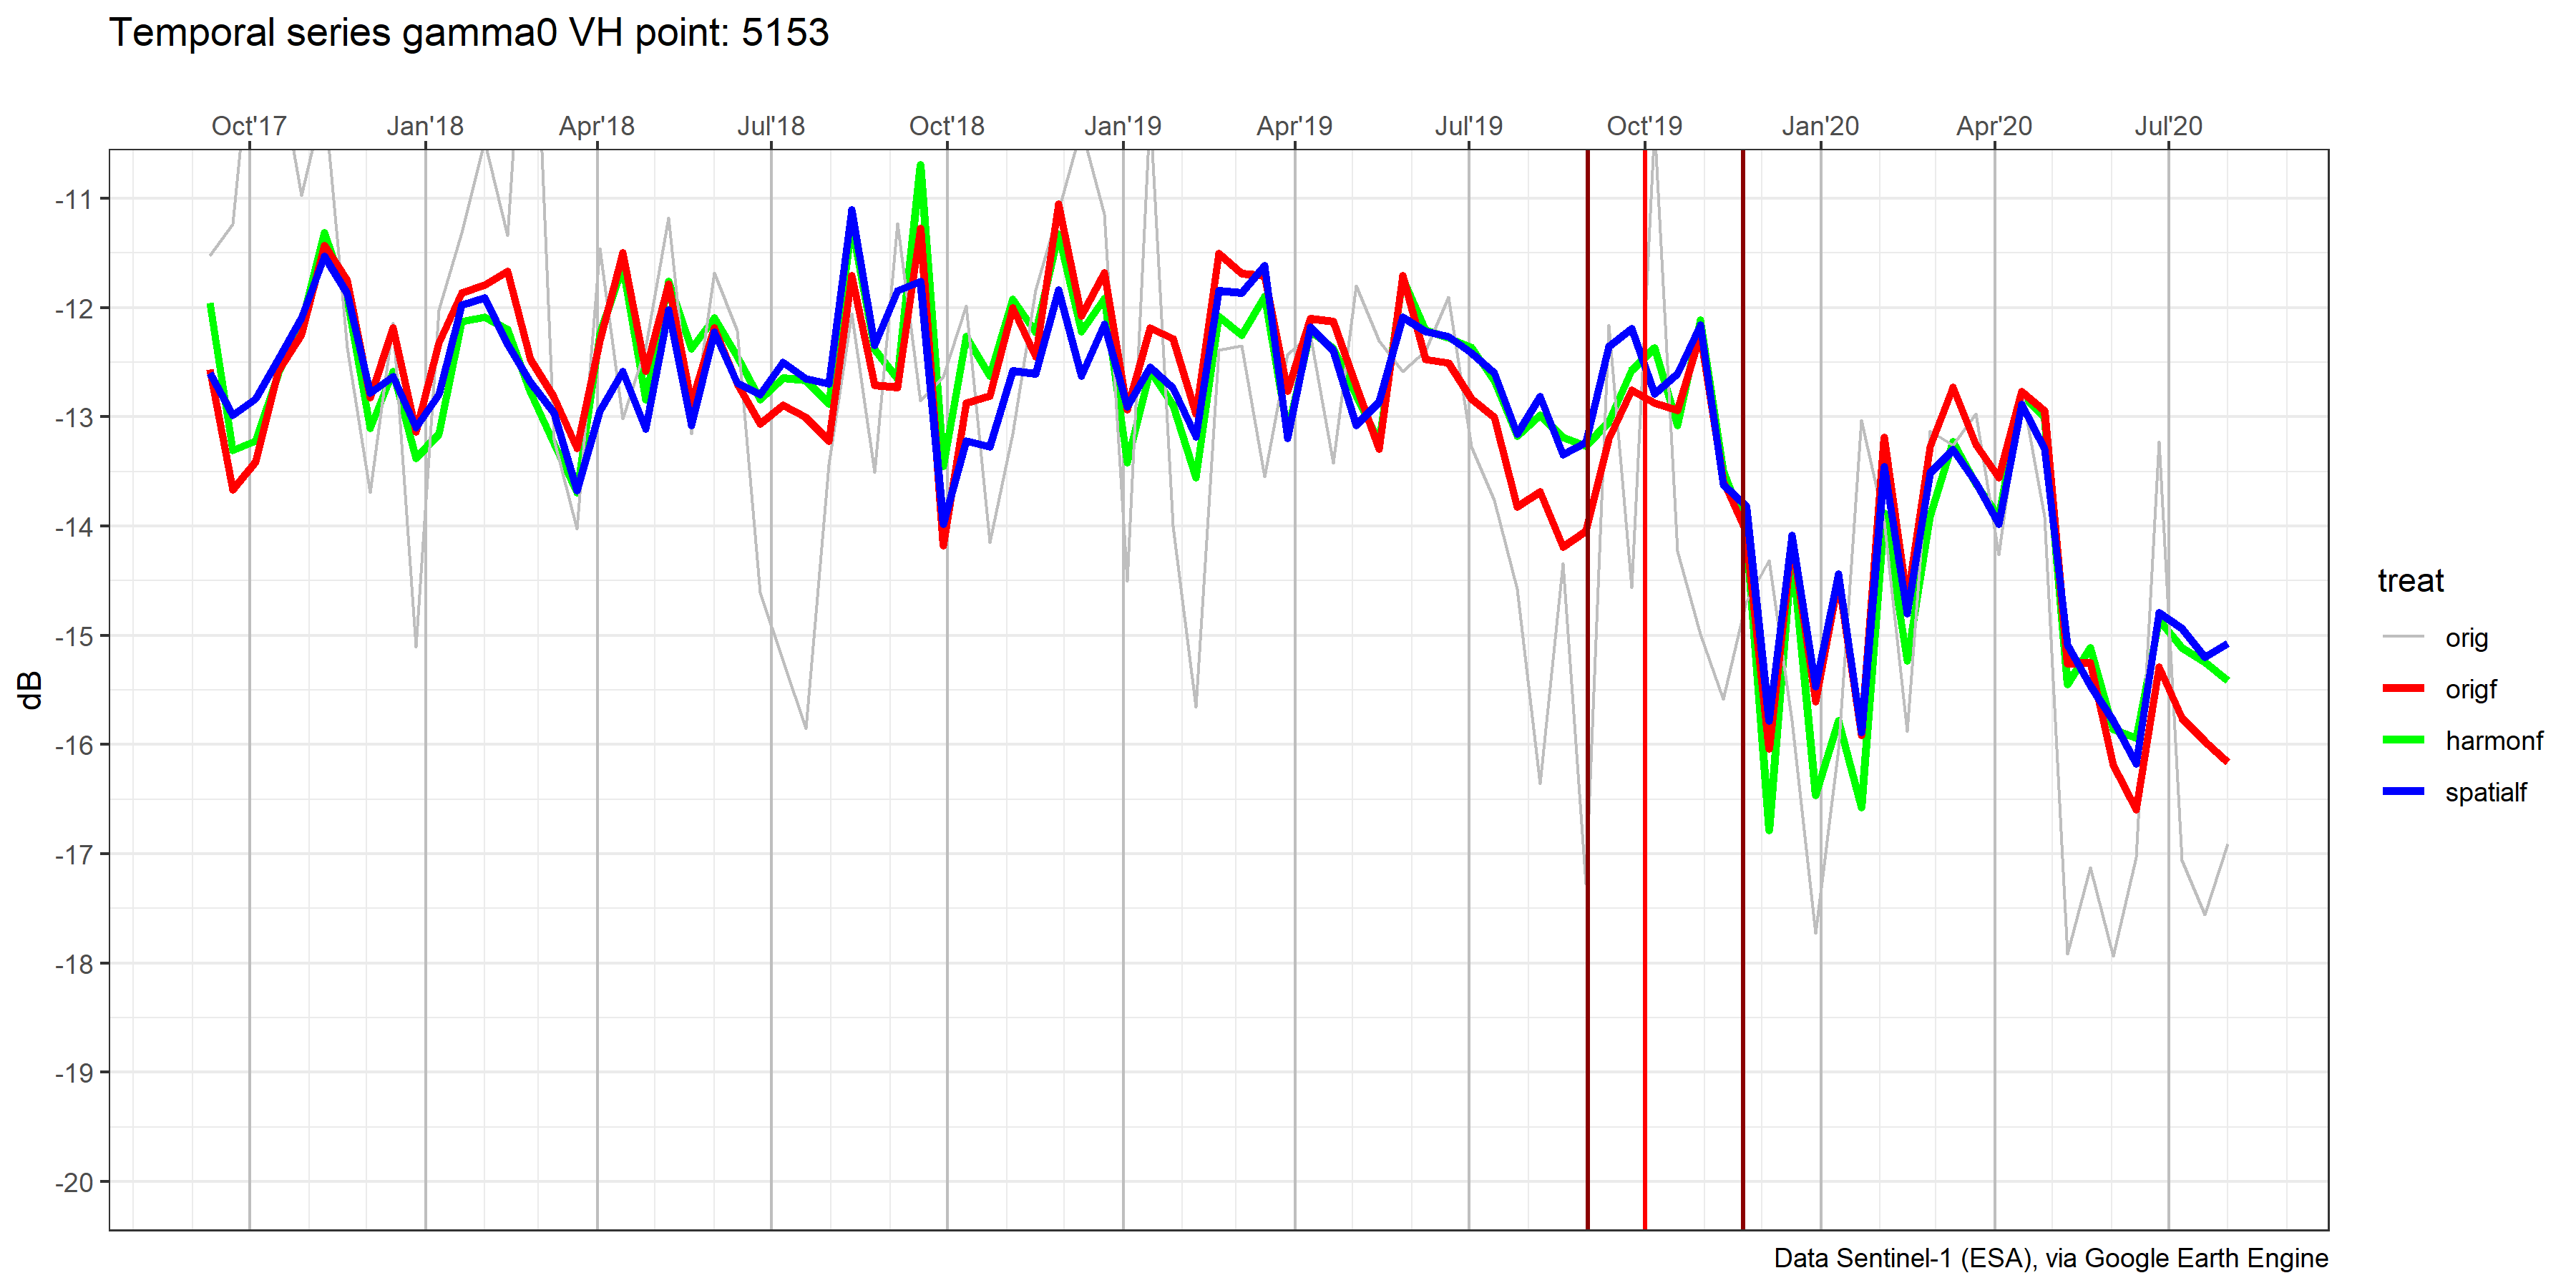 Temporal series gamma0 VH point: 5153
Oct'17 Jan'18 Apr'18 Jul'18 Oct'18 Jan'19 Apr'19 Jul'19 Oct'19 Jan'20 Apr'20 Jul'20
-11
-12
-13
-14
-15
-16
-17
-18
-19
-20
dB
treat
orig
origf
harmonf
spatialf
Data Sentinel-1 (ESA), via Google Earth Engine